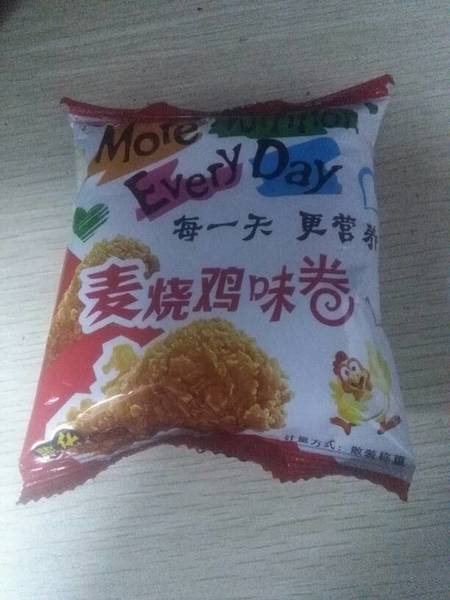 More Nutrition
Every Day
每一天 更营养
麦烧鸡味卷
计量方式：散装称重